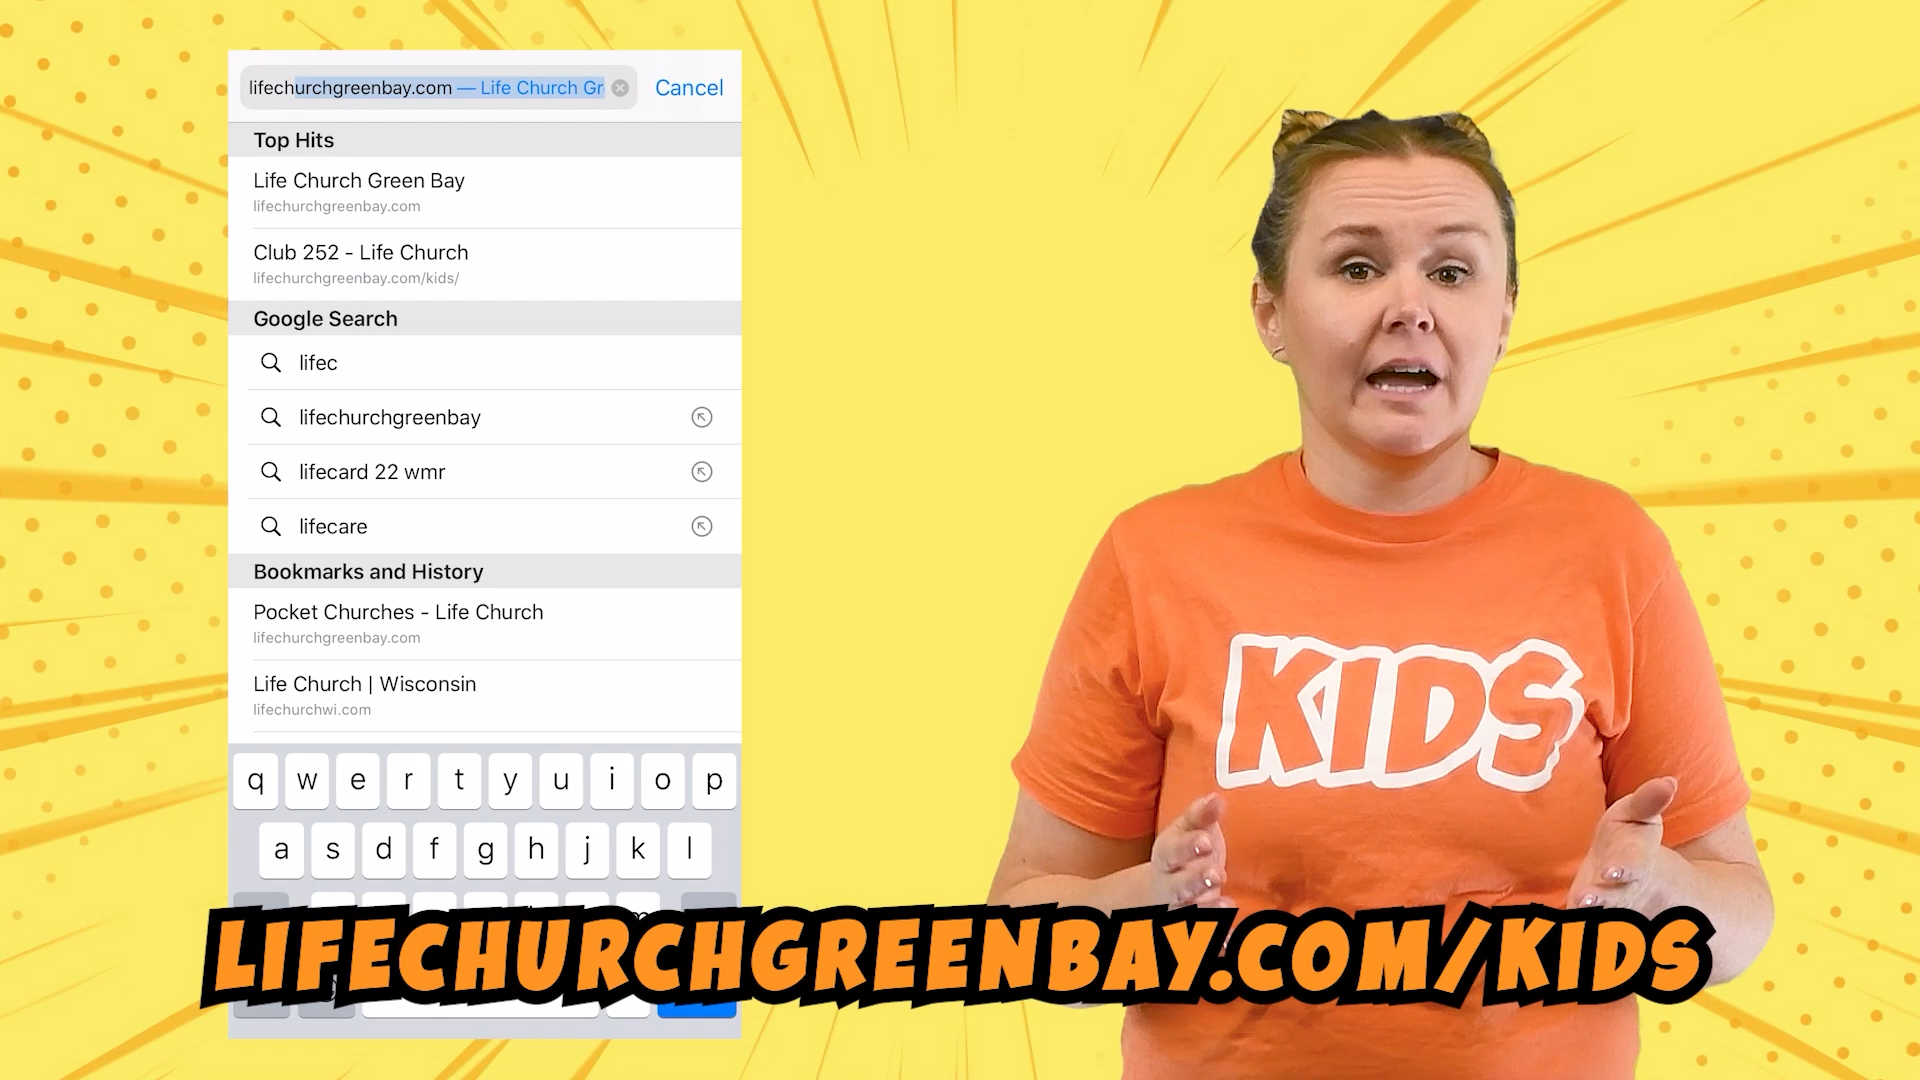 lifechurchgreenbay.com — Life Church Gr
Cancel
Top Hits
Life Church Green Bay
lifechurchgreenbay.com
Club 252 - Life Church
lifechurchgreenbay.com/kids/
Google Search
lifec
lifechurchgreenbay
lifecard 22 wmr
lifecare
Bookmarks and History
Pocket Churches - Life Church
lifechurchgreenbay.com
Life Church | Wisconsin
lifechurchwi.com
q w e r t y u i o p
a s d f g h j k l
KIDS
LIFECHURCHGREENBAY.COM/KIDS